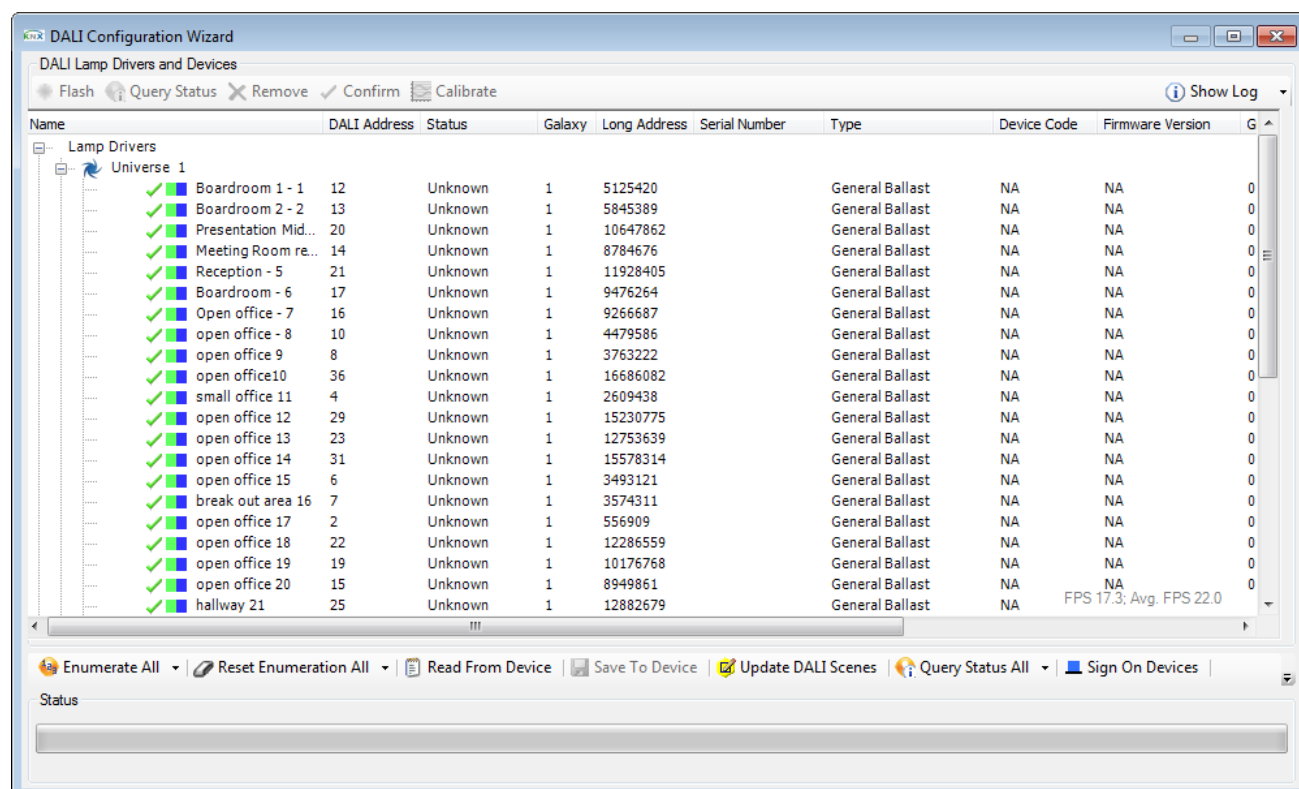 KNX DALI Configuration Wizard
DALI Lamp Drivers and Devices
Flash Query Status Remove Confirm Calibrate Show Log
Name DALI Address Status Galaxy Long Address Serial Number Type Device Code Firmware Version G
Lamp Drivers
Universe 1
Boardroom 1 - 1 12 Unknown 1 5125420 General Ballast NA NA 0
Boardroom 2 - 2 13 Unknown 1 5845389 General Ballast NA NA 0
Presentation Mid... 20 Unknown 1 10647862 General Ballast NA NA 0
Meeting Room re... 14 Unknown 1 8784676 General Ballast NA NA 0
Reception - 5 21 Unknown 1 11928405 General Ballast NA NA 0
Boardroom - 6 17 Unknown 1 9476264 General Ballast NA NA 0
Open office - 7 16 Unknown 1 9266687 General Ballast NA NA 0
open office - 8 10 Unknown 1 4479586 General Ballast NA NA 0
open office 9 8 Unknown 1 3763222 General Ballast NA NA 0
open office10 36 Unknown 1 16686082 General Ballast NA NA 0
small office 11 4 Unknown 1 2609438 General Ballast NA NA 0
open office 12 29 Unknown 1 15230775 General Ballast NA NA 0
open office 13 23 Unknown 1 12753639 General Ballast NA NA 0
open office 14 31 Unknown 1 15578314 General Ballast NA NA 0
open office 15 6 Unknown 1 3493121 General Ballast NA NA 0
break out area 16 7 Unknown 1 3574311 General Ballast NA NA 0
open office 17 2 Unknown 1 556909 General Ballast NA NA 0
open office 18 22 Unknown 1 12286559 General Ballast NA NA 0
open office 19 19 Unknown 1 10176768 General Ballast NA NA 0
open office 20 15 Unknown 1 8949861 General Ballast NA NA 0
hallway 21 25 Unknown 1 12882679 General Ballast NA
FPS 17.3; Avg. FPS 22.0
Enumerate All Reset Enumeration All Read From Device Save To Device Update DALI Scenes Query Status All Sign On Devices
Status